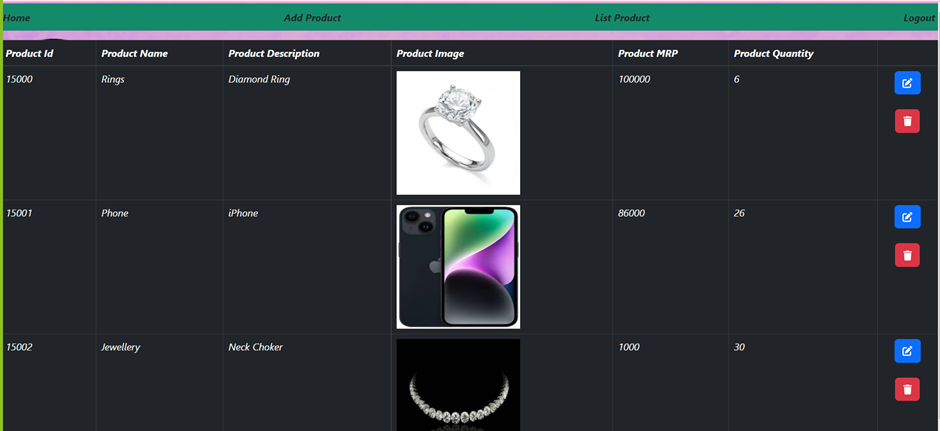 Home Add Product List Product Logout
Product Id Product Name Product Description Product Image Product MRP Product Quantity
15000 Rings Diamond Ring 100000 6
15001 Phone iPhone 86000 26
15002 Jewellery Neck Choker 1000 30